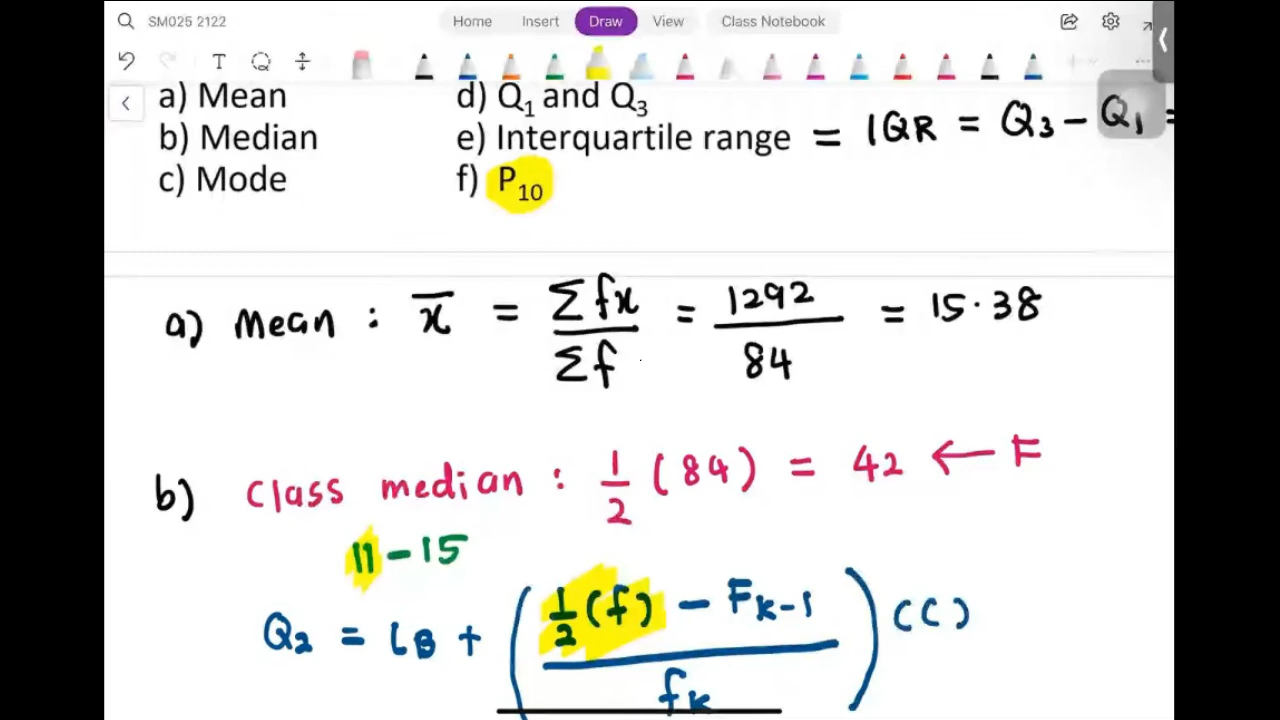 SM025 2122 Home Insert Draw View Class Notebook
a) Mean d) Q₁ and Q₃
b) Median e) Interquartile range = IQR = Q₃ − Q₁ =
c) Mode f) P₁₀
a) Mean : x̄ = Σfx / Σf = 1292 / 84 = 15.38
b) Class median : 1/2 (84) = 42 ← F
11 − 15
Q₂ = LB + ( (1/2 (f) − Fₖ₋₁) / fₖ ) (C)